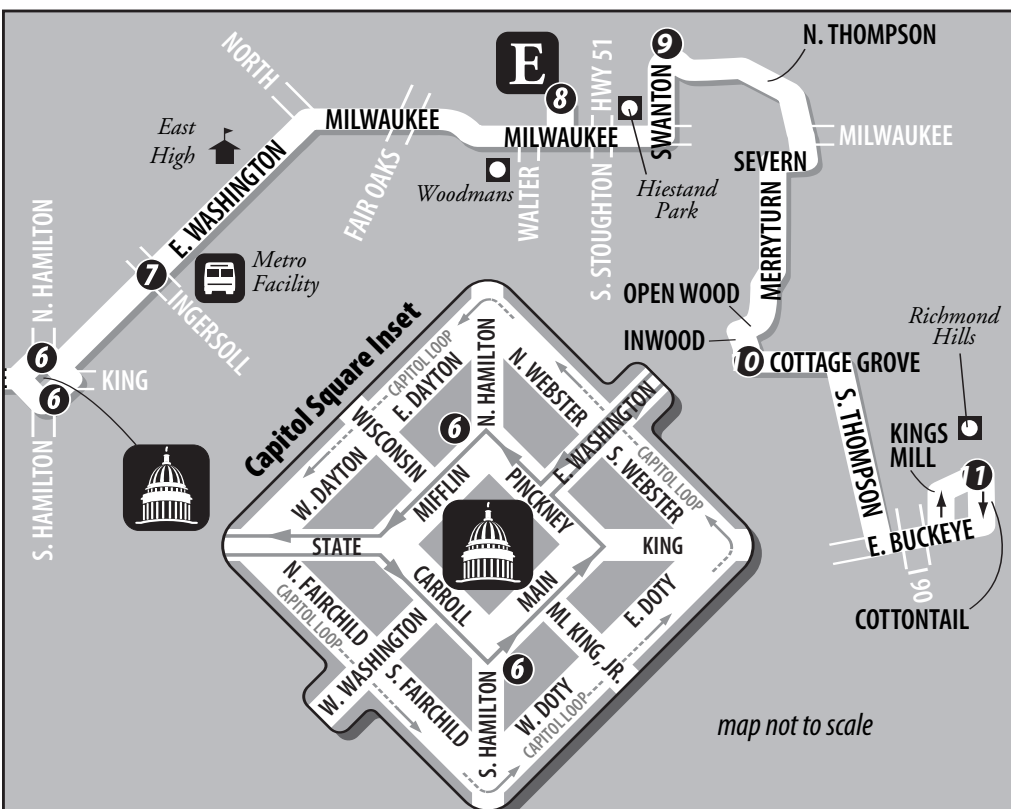 NORTH
East
High
E. WASHINGTON
MILWAUKEE
FAIR OAKS
E
8
MILWAUKEE
Woodmans
WALTER
S. STOUGHTON
HWY 51
Hiestand
Park
SWANTON
9
N. THOMPSON
MILWAUKEE
SEVERN
MERRYTURN
OPEN WOOD
INWOOD
10
COTTAGE GROVE
S. THOMPSON
Richmond
Hills
KINGS
MILL
11
E. BUCKEYE
I 90
COTTONTAIL
N. HAMILTON
7
Metro
Facility
INGERSOLL
6
KING
6
S. HAMILTON
Capitol Square Inset
CAPITOL LOOP
E. DAYTON
N. HAMILTON
N. WEBSTER
WISCONSIN
6
E. WASHINGTON
W. DAYTON
MIFFLIN
PINCKNEY
S. WEBSTER
CAPITOL LOOP
STATE
KING
N. FAIRCHILD
CARROLL
MAIN
E. DOTY
CAPITOL LOOP
W. WASHINGTON
ML KING, JR.
S. FAIRCHILD
6
S. HAMILTON
W. DOTY
CAPITOL LOOP
map not to scale